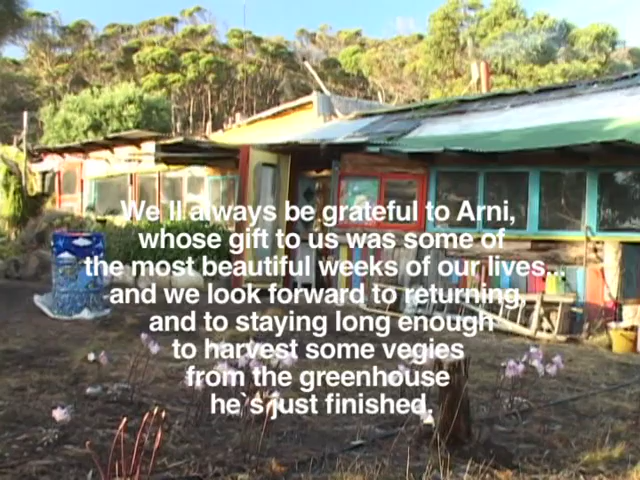 We ll always be grateful to Arni,
whose gift to us was some of
the most beautiful weeks of our lives...
and we look forward to returning,
and to staying long enough
to harvest some vegies
from the greenhouse
he`s just finished.